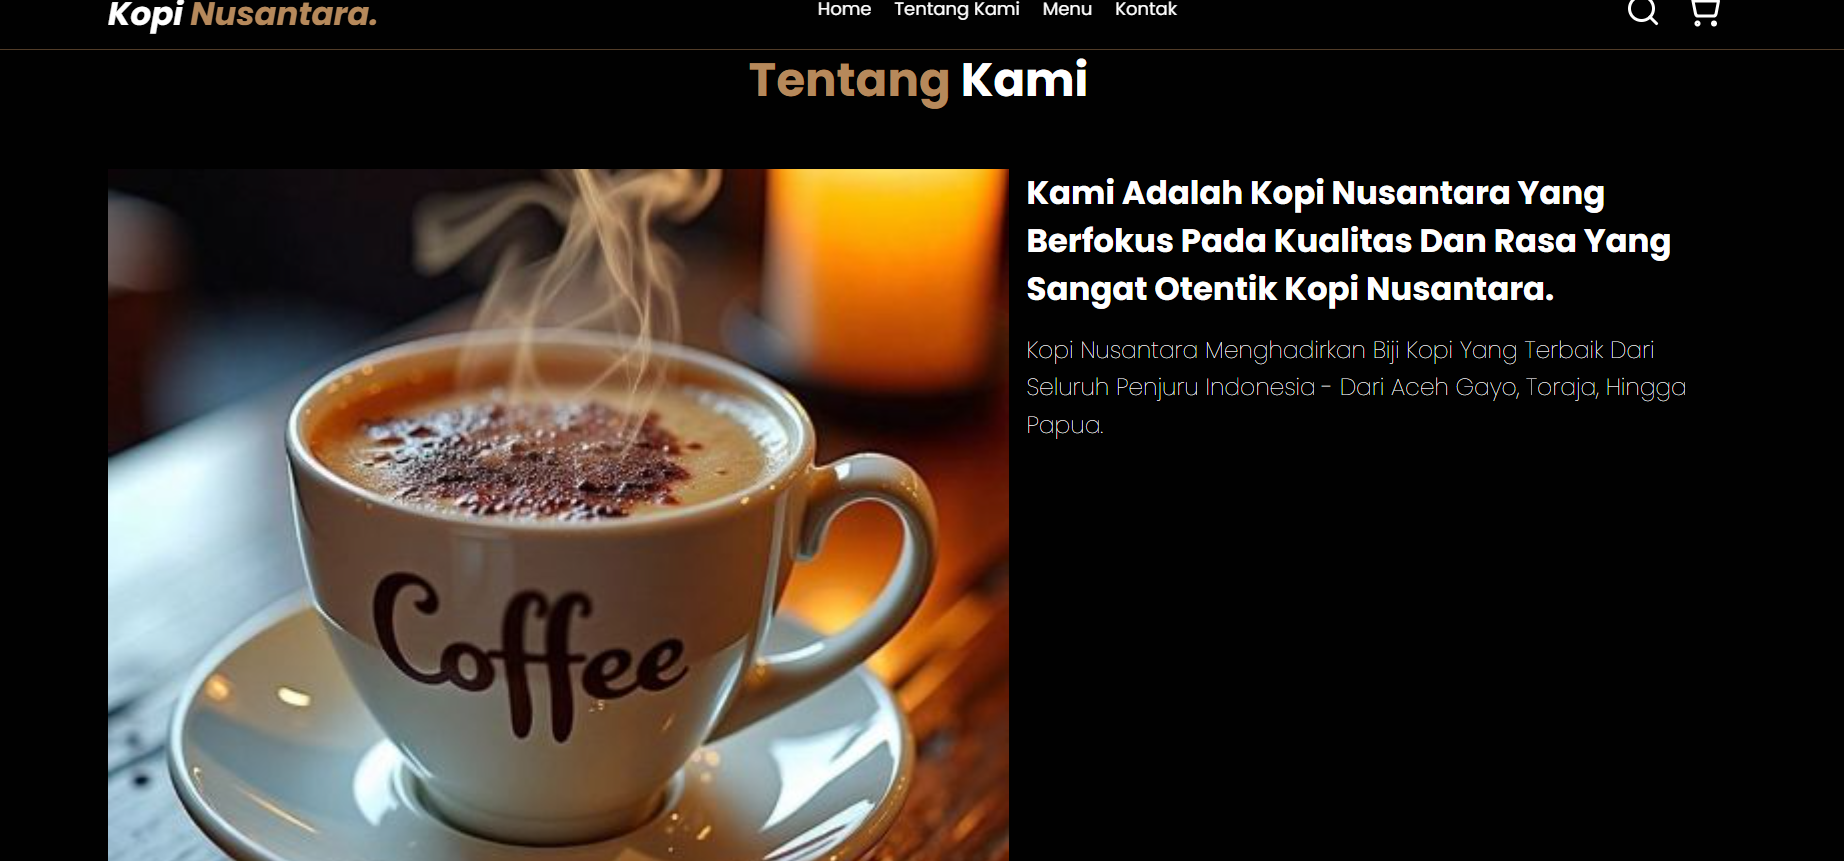 Kopi Nusantara.
Home Tentang Kami Menu Kontak
Tentang Kami
Kami Adalah Kopi Nusantara Yang
Berfokus Pada Kualitas Dan Rasa Yang
Sangat Otentik Kopi Nusantara.
Kopi Nusantara Menghadirkan Biji Kopi Yang Terbaik Dari
Seluruh Penjuru Indonesia - Dari Aceh Gayo, Toraja, Hingga
Papua.
Coffee